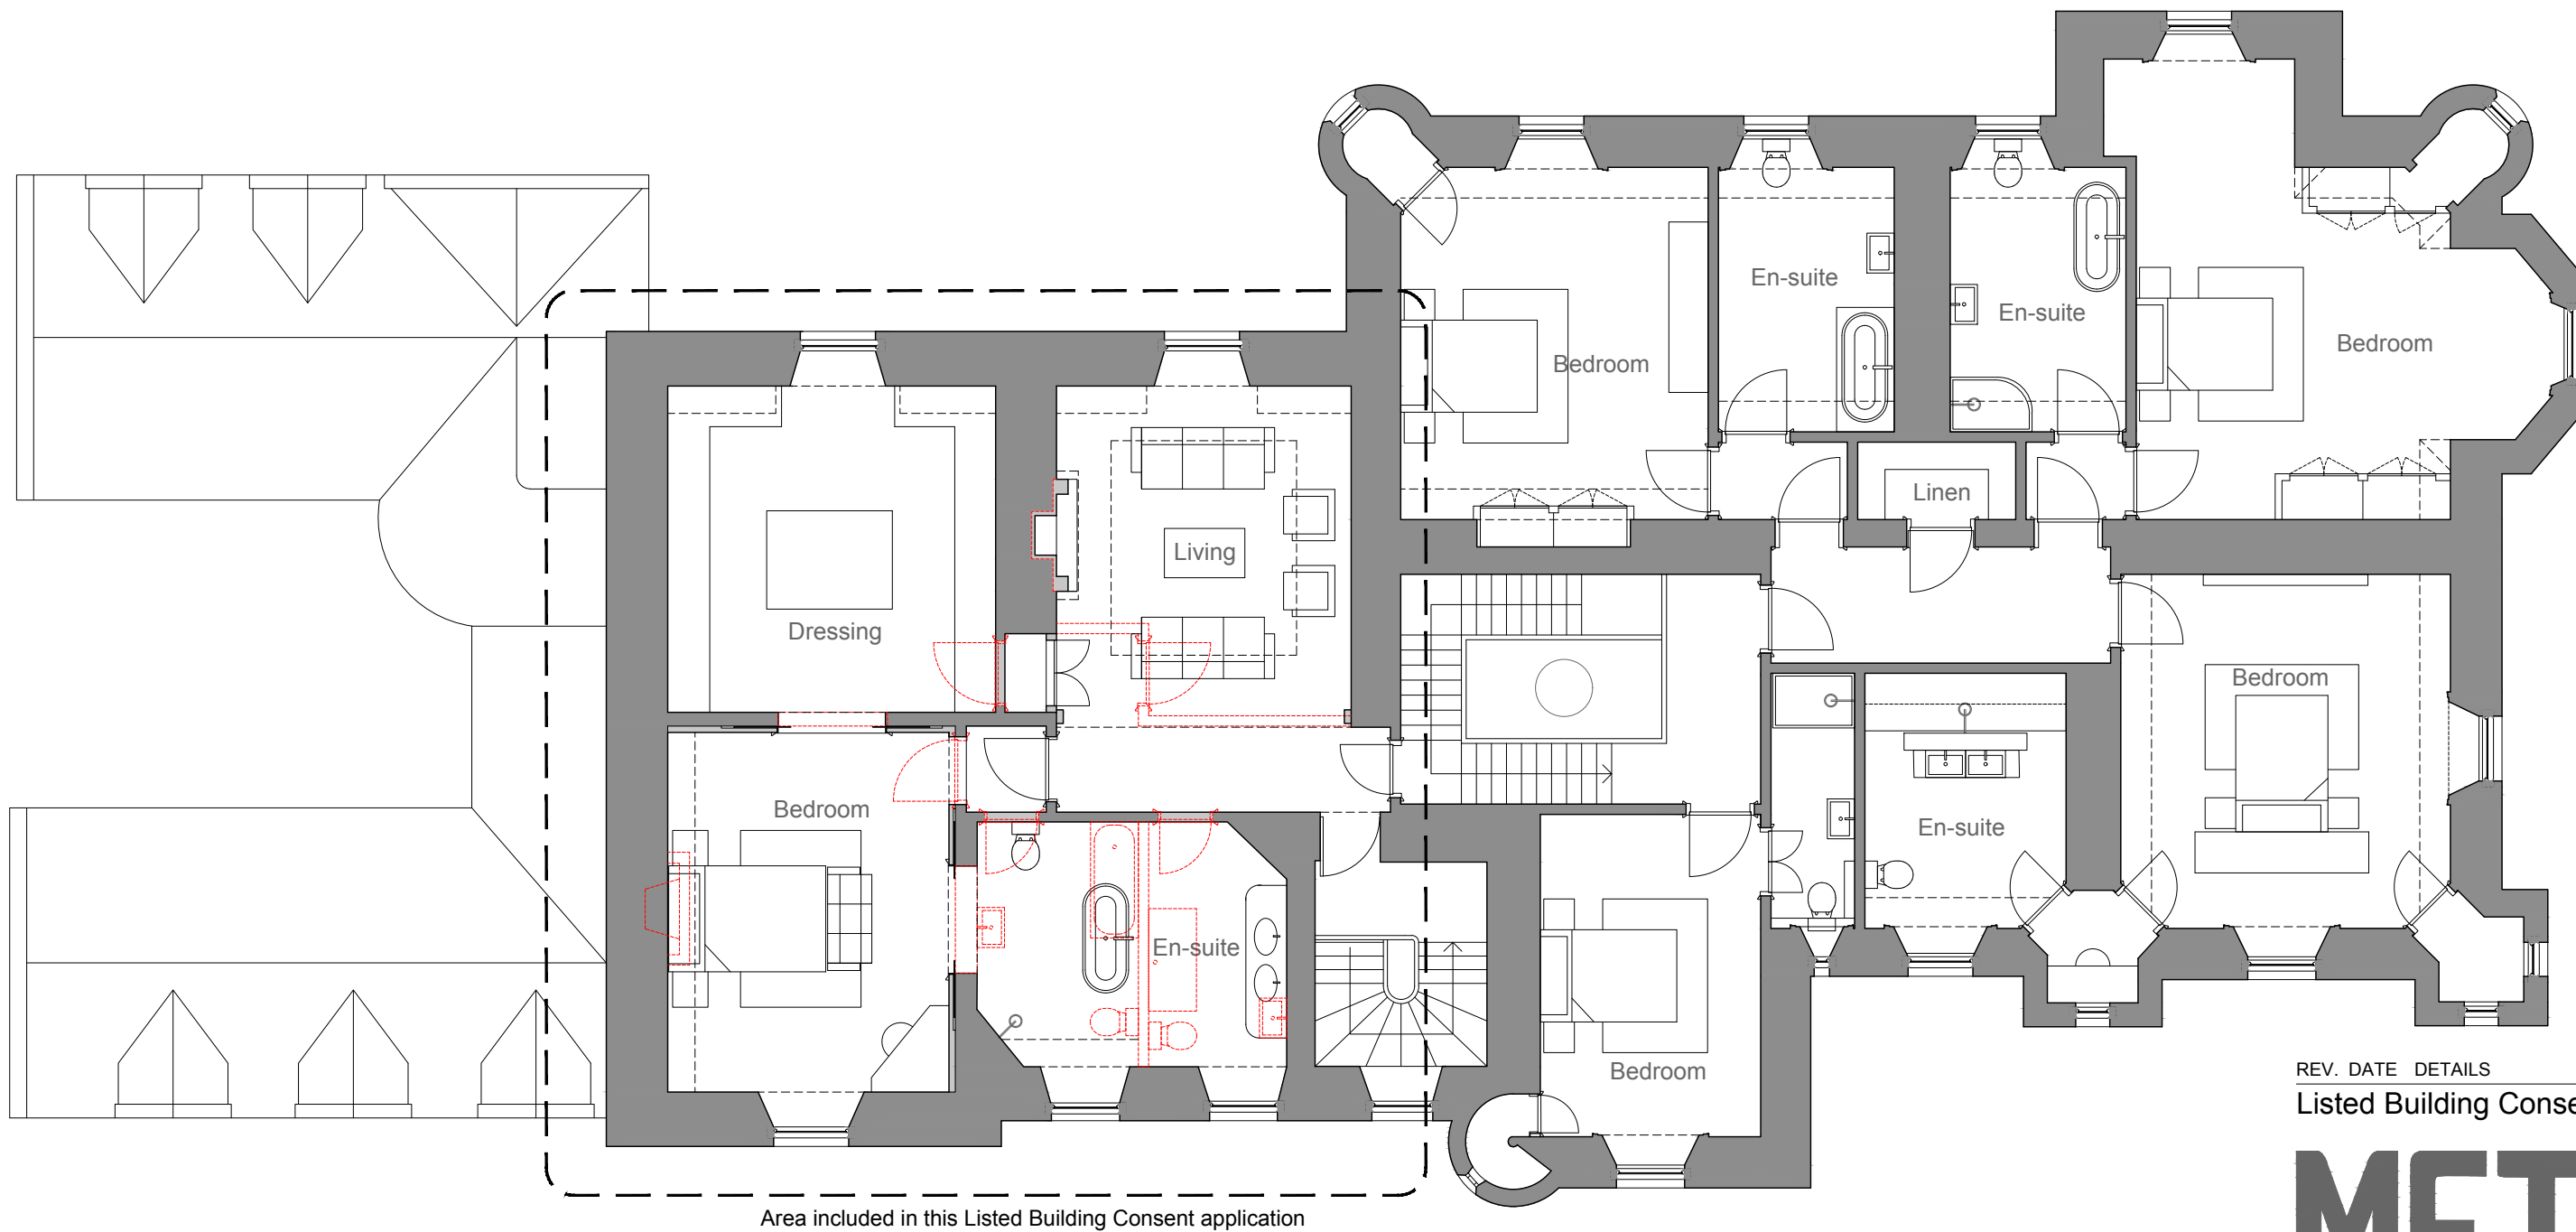 En-suite
En-suite
Bedroom
Bedroom
Linen
Living
Dressing
Bedroom
Bedroom
En-suite
En-suite
Bedroom
REV. DATE DETAILS
Listed Building Conse
Area included in this Listed Building Consent application